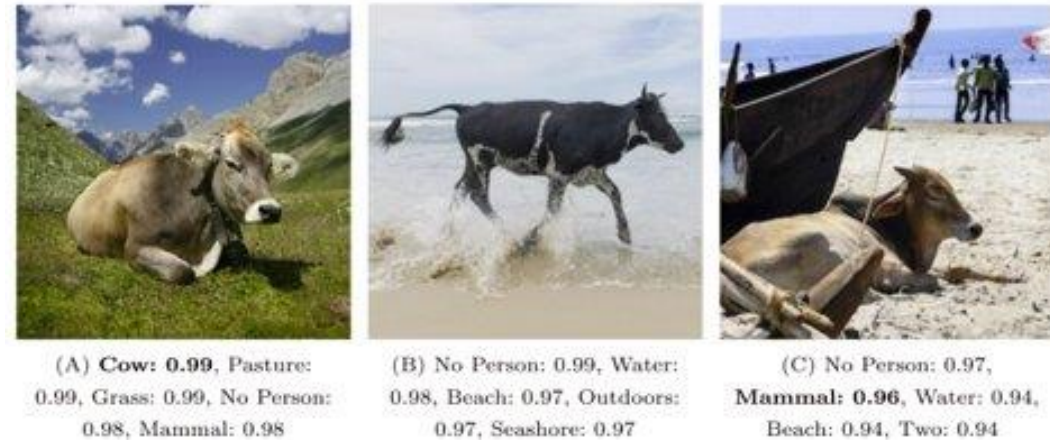 (A) Cow: 0.99, Pasture:
0.99, Grass: 0.99, No Person:
0.98, Mammal: 0.98
(B) No Person: 0.99, Water:
0.98, Beach: 0.97, Outdoors:
0.97, Seashore: 0.97
(C) No Person: 0.97,
Mammal: 0.96, Water: 0.94,
Beach: 0.94, Two: 0.94